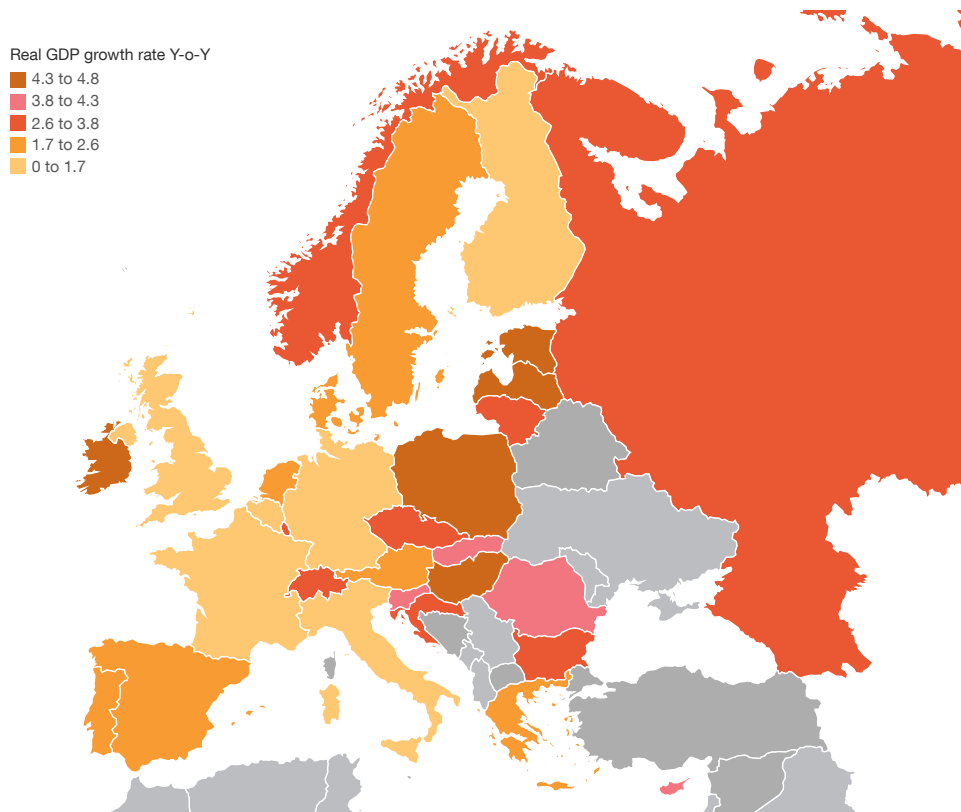 Real GDP growth rate Y-o-Y
4.3 to 4.8
3.8 to 4.3
2.6 to 3.8
1.7 to 2.6
0 to 1.7